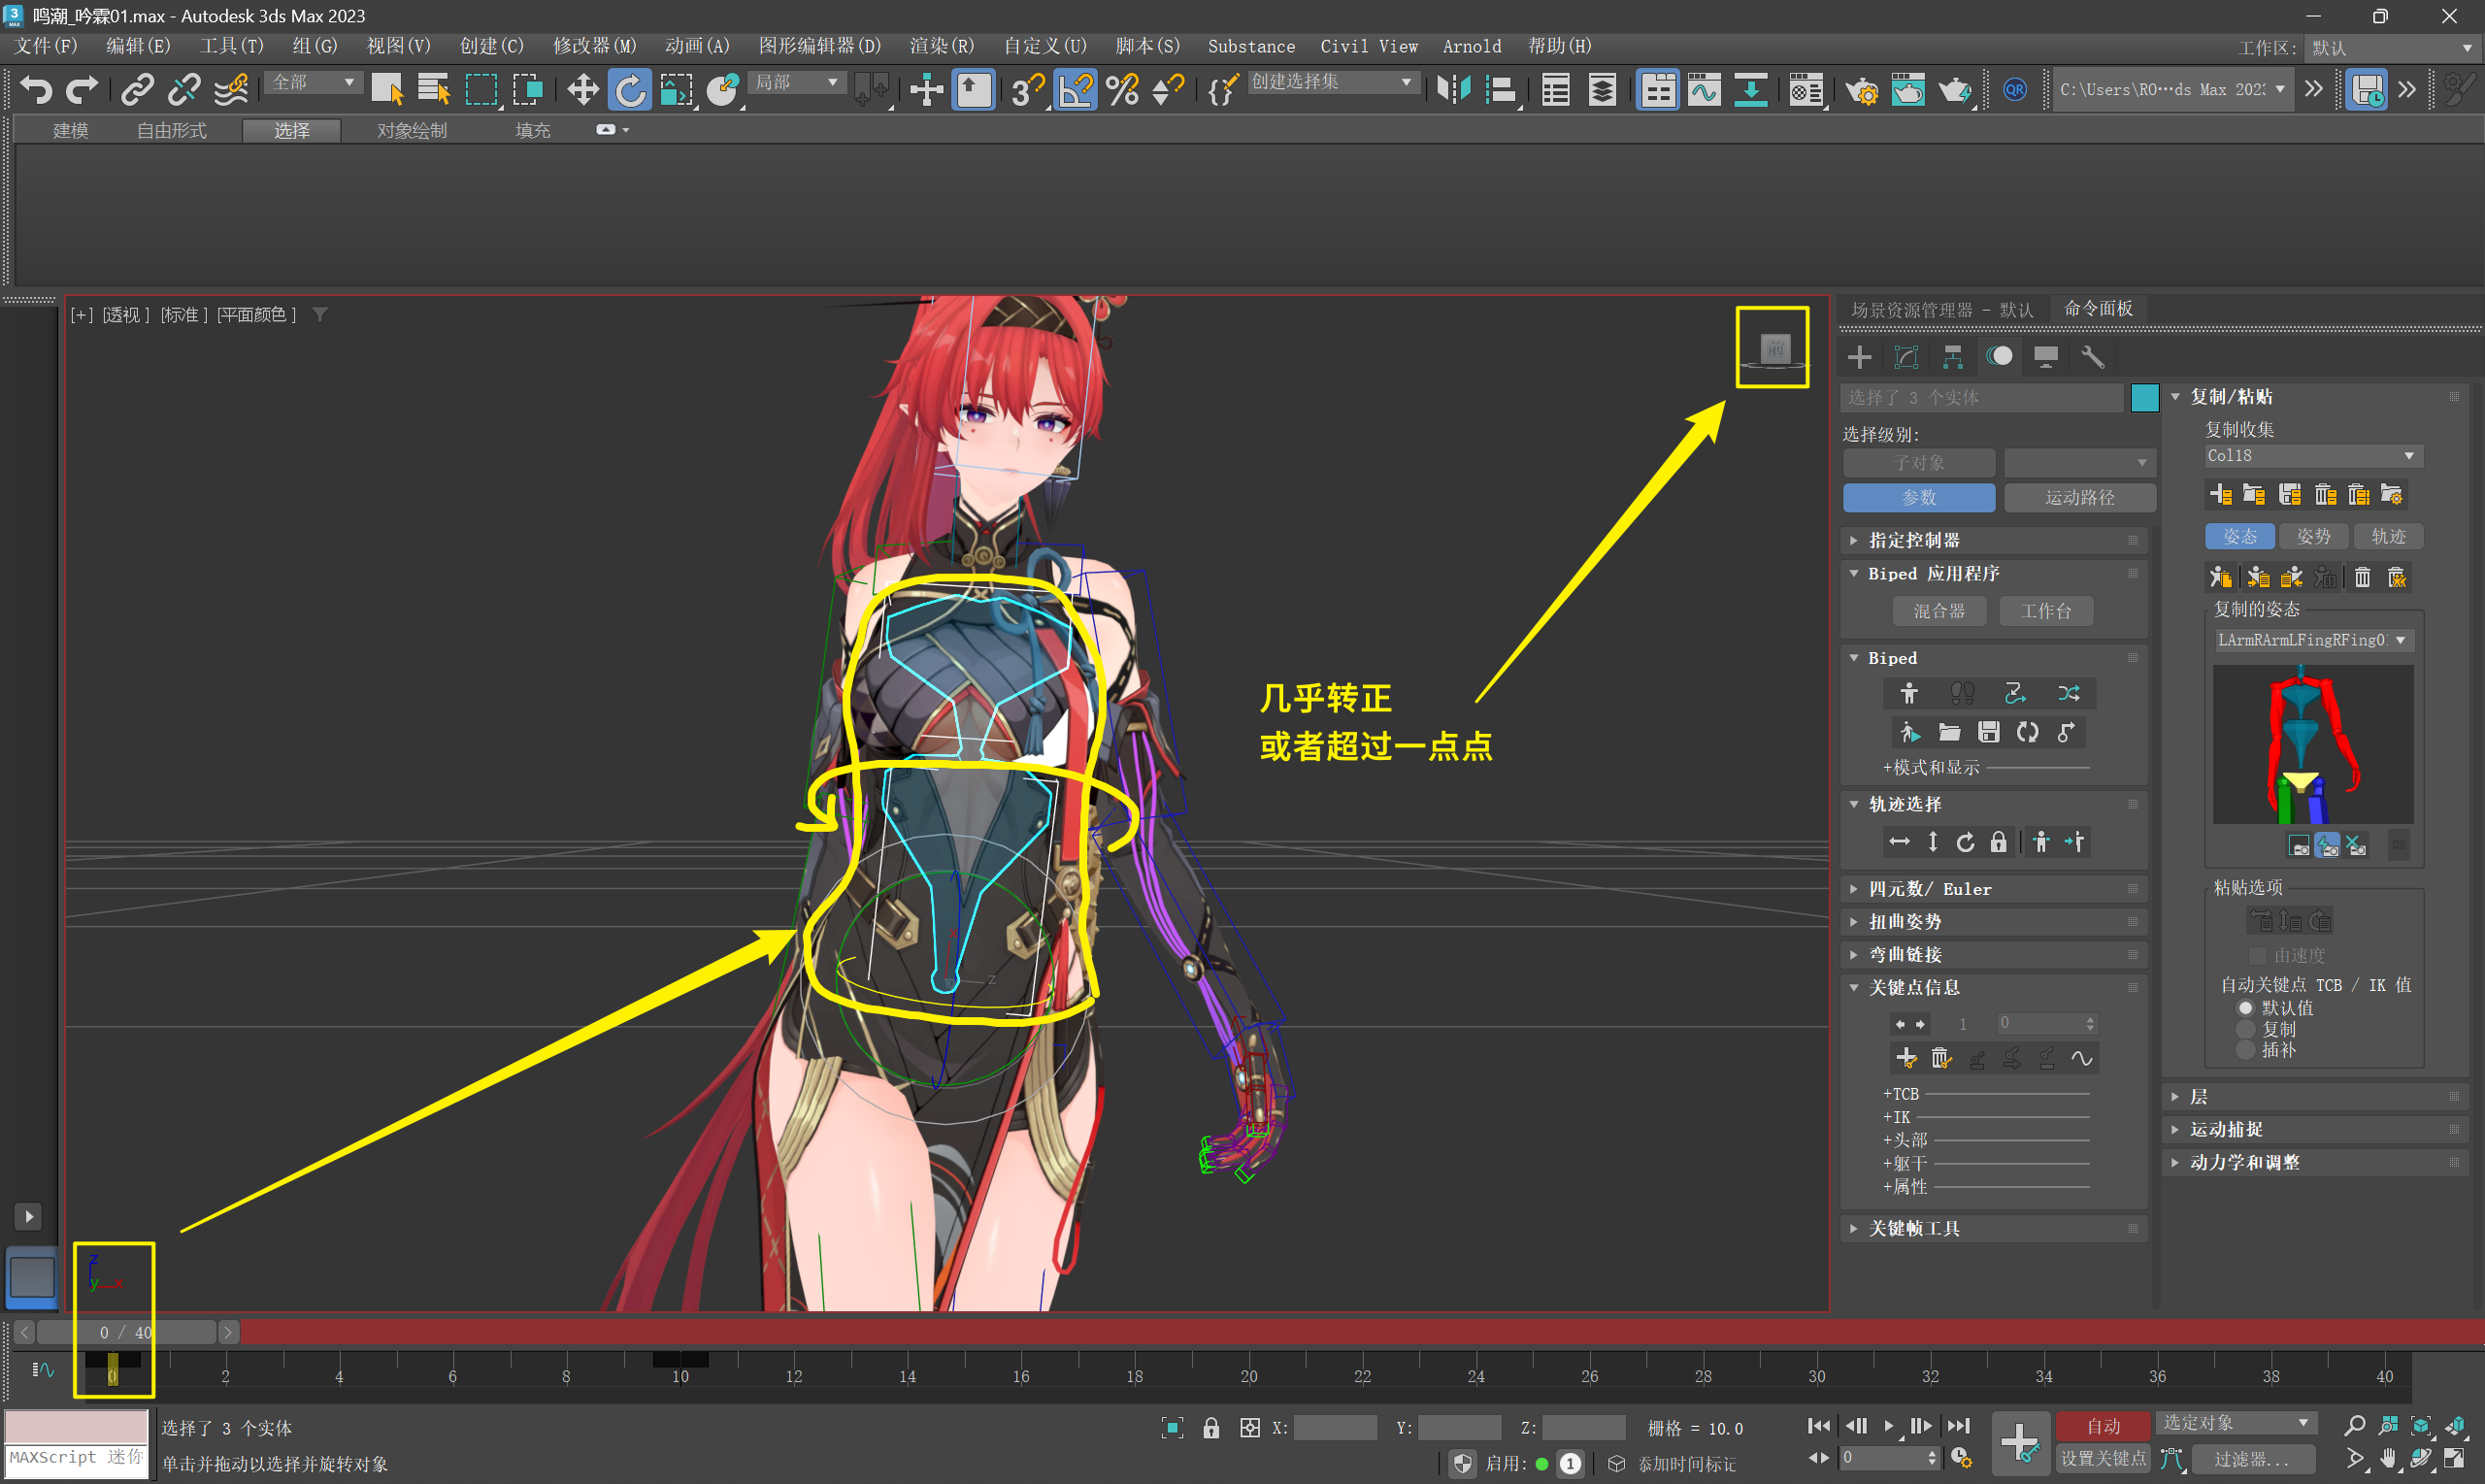 鸣潮_吟霖01.max - Autodesk 3ds Max 2023
文件(F) 编辑(E) 工具(T) 组(G) 视图(V) 创建(C) 修改器(M) 动画(A) 图形编辑器(D) 渲染(R) 自定义(U) 脚本(S) Substance Civil View Arnold 帮助(H)
工作区: 默认
全部
局部
创建选择集
C:\Users\RO…ds Max 202
建模 自由形式 选择 对象绘制 填充
[+] [透视] [标准] [平面颜色]
前
几乎转正
或者超过一点点
场景资源管理器 - 默认 命令面板
选择了 3 个实体
选择级别:
子对象
参数 运动路径
指定控制器
Biped 应用程序
混合器 工作台
Biped
+模式和显示
轨迹选择
四元数/ Euler
扭曲姿势
弯曲链接
关键点信息
1 0
+TCB
+IK
+头部
+躯干
+属性
关键帧工具
复制/粘贴
复制收集
Col18
姿态 姿势 轨迹
复制的姿态
LArmRArmLFingRFing0
粘贴选项
由速度
自动关键点 TCB / IK 值
默认值
复制
插补
层
运动捕捉
动力学和调整
z
y x
z
0 / 40
0 2 4 6 8 10 12 14 16 18 20 22 24 26 28 30 32 34 36 38 40
选择了 3 个实体
MAXScript 迷你
单击并拖动以选择并旋转对象
X: Y: Z: 栅格 = 10.0
启用: 1 添加时间标记
0
自动 选定对象
设置关键点 过滤器...